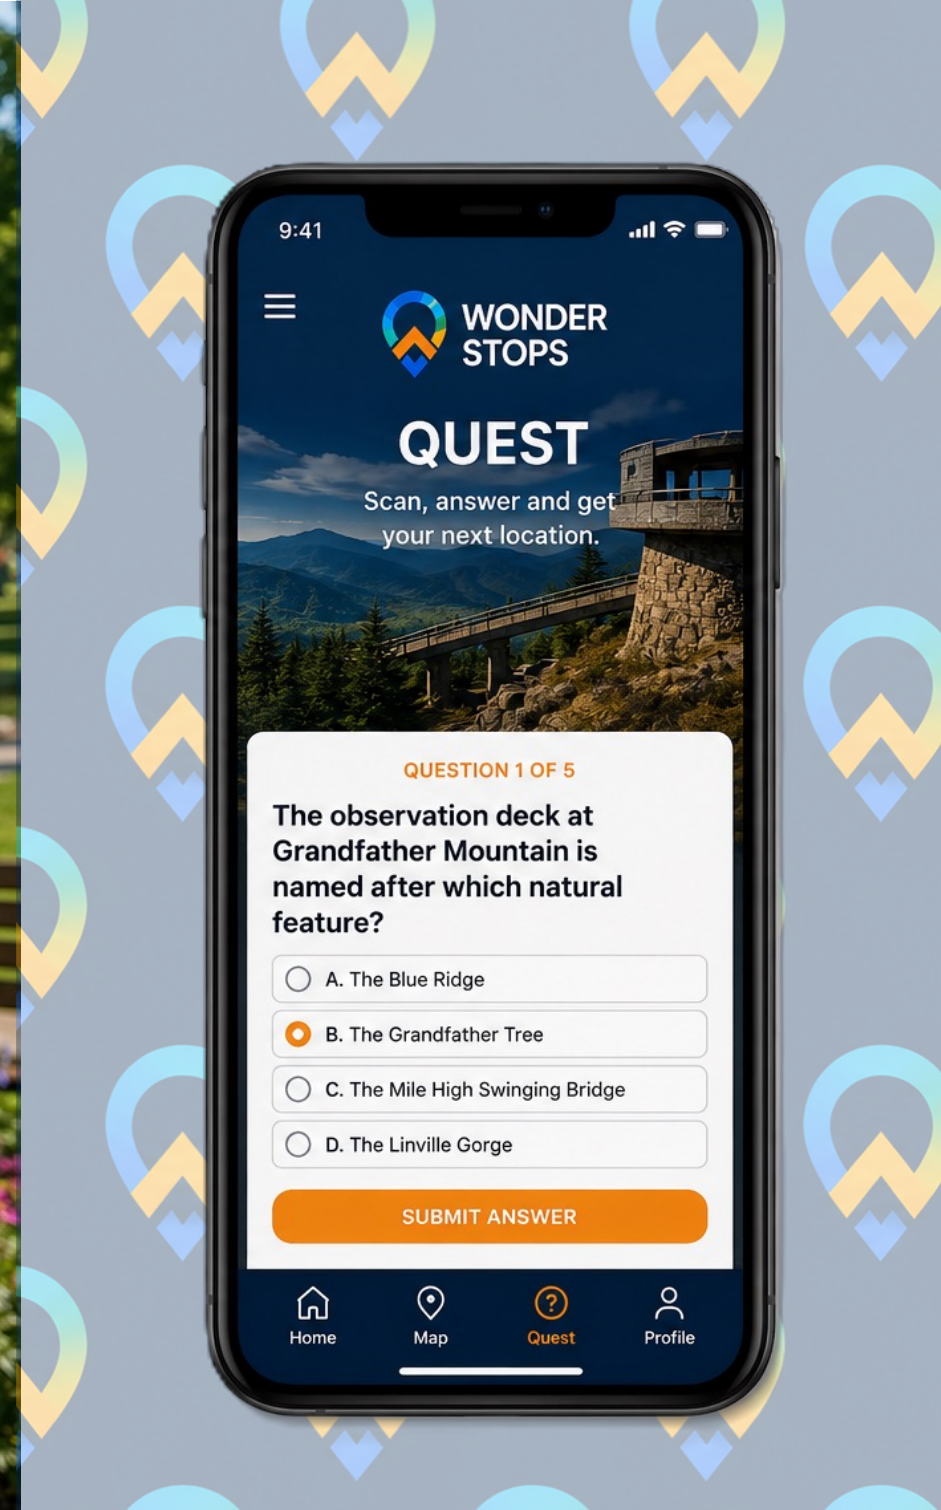 9:41
WONDER
STOPS
QUEST
Scan, answer and get
your next location.
QUESTION 1 OF 5
The observation deck at
Grandfather Mountain is
named after which natural
feature?
A. The Blue Ridge
B. The Grandfather Tree
C. The Mile High Swinging Bridge
D. The Linville Gorge
SUBMIT ANSWER
Home
Map
Quest
Profile